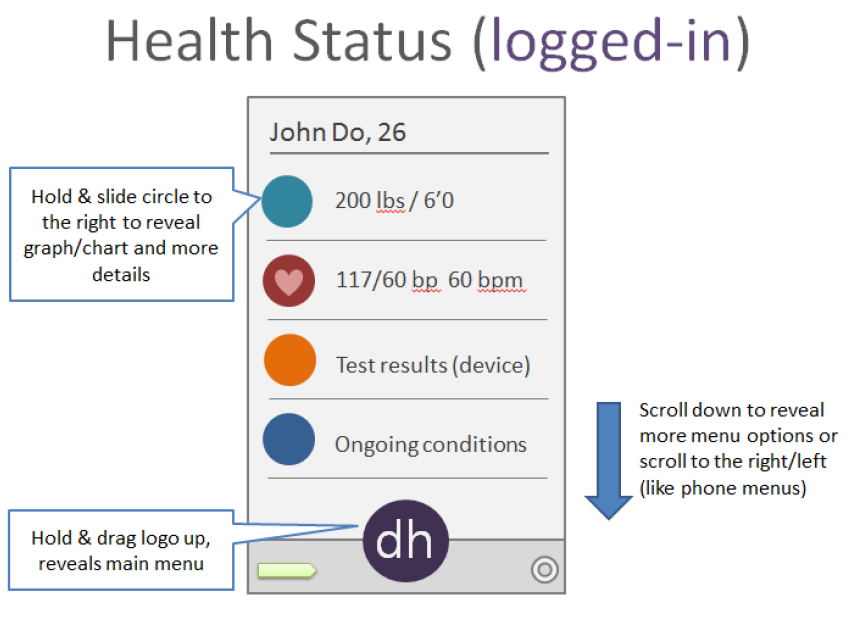 Health Status (logged-in)
John Do, 26
Hold & slide circle to
the right to reveal
graph/chart and more
details
200 lbs / 6’0
117/60 bp  60 bpm
Test results (device)
Ongoing conditions
Scroll down to reveal
more menu options or
scroll to the right/left
(like phone menus)
Hold & drag logo up,
reveals main menu
dh